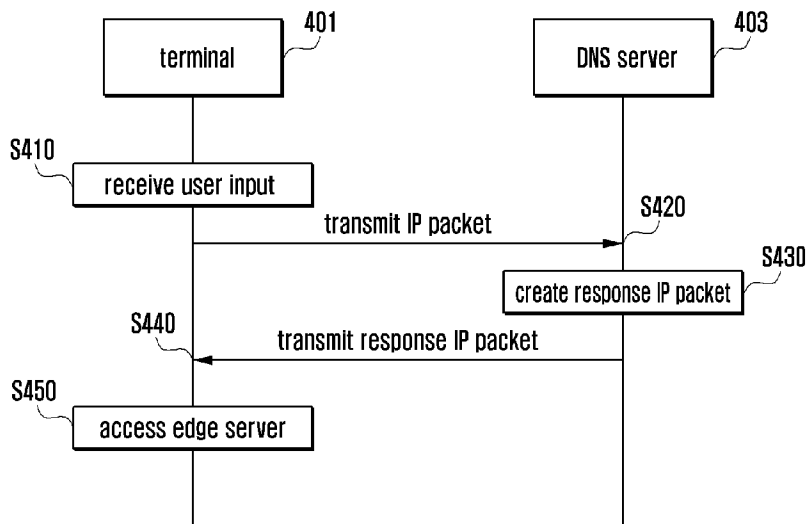 terminal
401
DNS server
403
S410
receive user input
transmit IP packet
S420
S430
create response IP packet
S440
transmit response IP packet
S450
access edge server